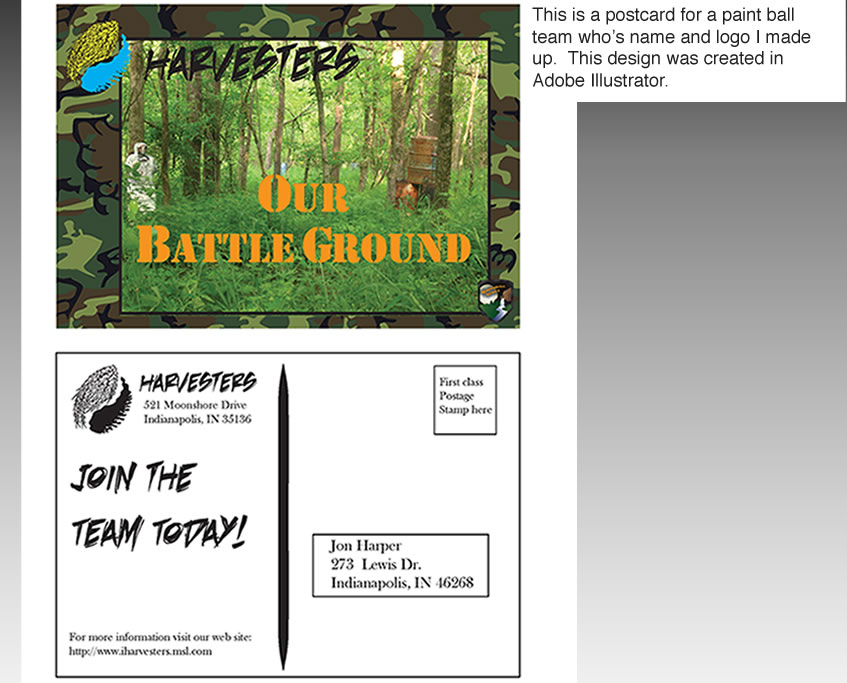 This is a postcard for a paint ball
team who's name and logo I made
up.  This design was created in
Adobe Illustrator.
HARVESTERS
OUR
BATTLE GROUND
HARVESTERS
521 Moonshore Drive
Indianapolis, IN 35136
First class
Postage
Stamp here
JOIN THE
TEAM TODAY!
Jon Harper
273  Lewis Dr.
Indianapolis, IN 46268
For more information visit our web site:
http://www.iharvesters.msl.com